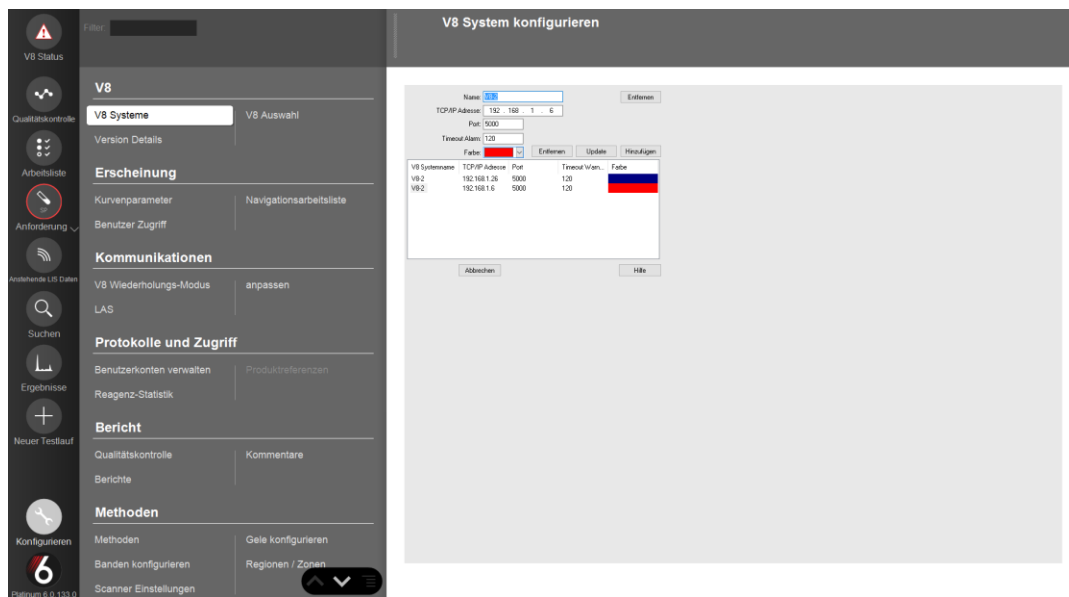 V8 Status
Qualitätskontrolle
Arbeitsliste
SP
Anforderung
Anstehende LIS Daten
Suchen
Ergebnisse
Neuer Testlauf
Konfigurieren
6
Platinum 6.0.133.0
Filter:
V8
V8 Systeme V8 Auswahl
Version Details
Erscheinung
Kurvenparameter Navigationsarbeitsliste
Benutzer Zugriff
Kommunikationen
V8 Wiederholungs-Modus anpassen
LAS
Protokolle und Zugriff
Benutzerkonten verwalten Produktreferenzen
Reagenz-Statistik
Bericht
Qualitätskontrolle Kommentare
Berichte
Methoden
Methoden Gele konfigurieren
Banden konfigurieren Regionen / Zonen
Scanner Einstellungen
V8 System konfigurieren
Name: V8-2 Entfernen
TCP/IP Adresse: 192 . 168 . 1 . 6
Port: 5000
Timeout Alarm: 120
Farbe: Entfernen Update Hinzufügen
V8 Systemname TCP/IP Adresse Port Timeout Warn... Farbe
V8-2 192.168.1.26 5000 120
V8-2 192.168.1.6 5000 120
Abbrechen Hilfe